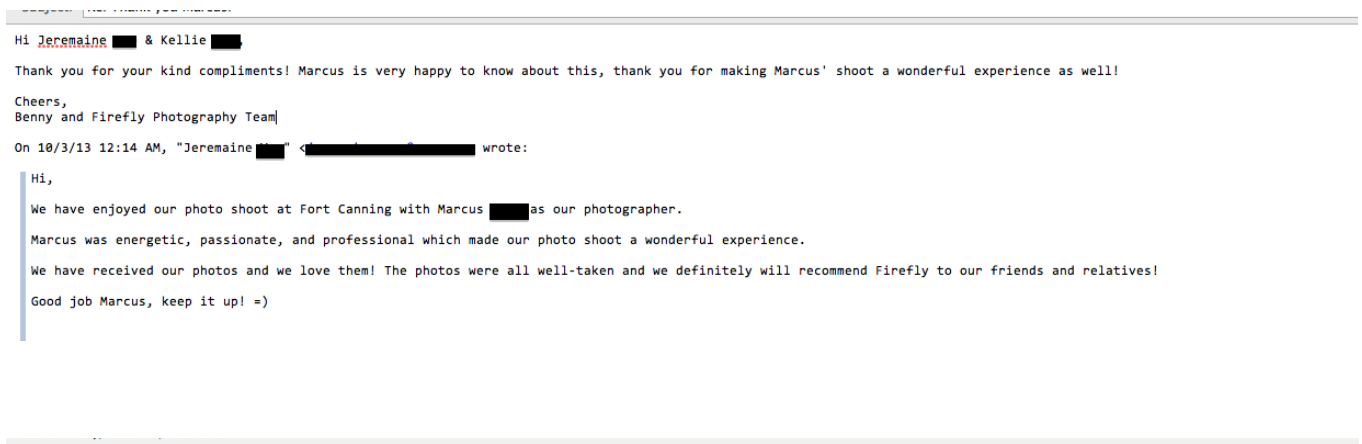 Hi Jeremaine & Kellie ,
Thank you for your kind compliments! Marcus is very happy to know about this, thank you for making Marcus' shoot a wonderful experience as well!
Cheers,
Benny and Firefly Photography Team
On 10/3/13 12:14 AM, "Jeremaine " < wrote:
Hi,
We have enjoyed our photo shoot at Fort Canning with Marcus as our photographer.
Marcus was energetic, passionate, and professional which made our photo shoot a wonderful experience.
We have received our photos and we love them! The photos were all well-taken and we definitely will recommend Firefly to our friends and relatives!
Good job Marcus, keep it up! =)